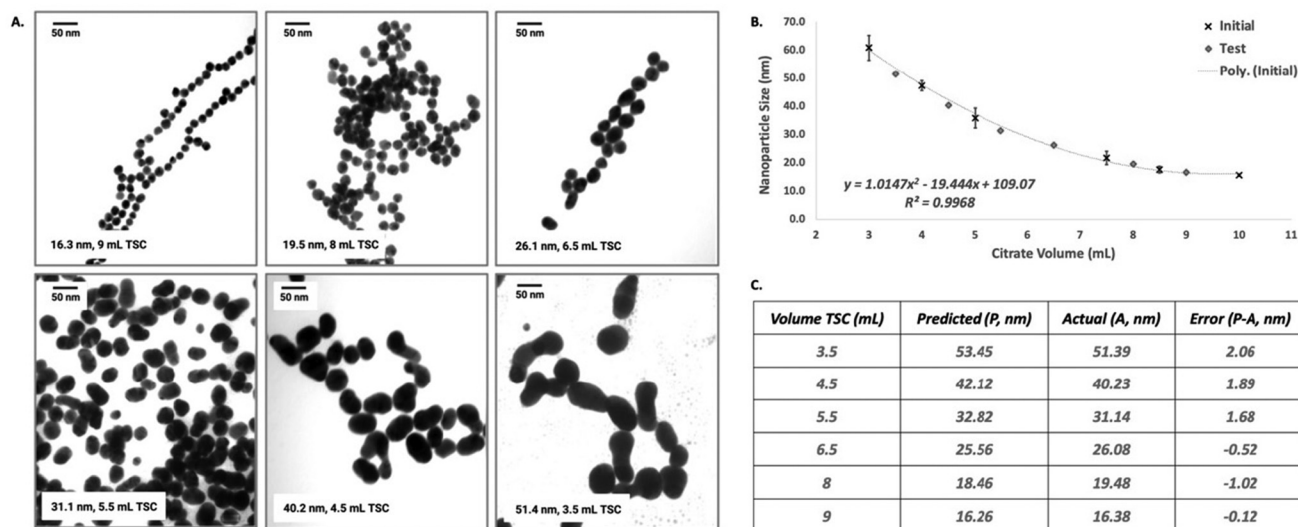 A.
50 nm
16.3 nm, 9 mL TSC
50 nm
19.5 nm, 8 mL TSC
50 nm
26.1 nm, 6.5 mL TSC
50 nm
31.1 nm, 5.5 mL TSC
50 nm
40.2 nm, 4.5 mL TSC
50 nm
51.4 nm, 3.5 mL TSC
B.
Nanoparticle Size (nm)
70.0
60.0
50.0
40.0
30.0
20.0
10.0
0.0
Initial
Test
Poly. (Initial)
y = 1.0147x² - 19.444x + 109.07
R² = 0.9968
2 3 4 5 6 7 8 9 10 11
Citrate Volume (mL)
C.
Volume TSC (mL) Predicted (P, nm) Actual (A, nm) Error (P-A, nm)
3.5 53.45 51.39 2.06
4.5 42.12 40.23 1.89
5.5 32.82 31.14 1.68
6.5 25.56 26.08 -0.52
8 18.46 19.48 -1.02
9 16.26 16.38 -0.12